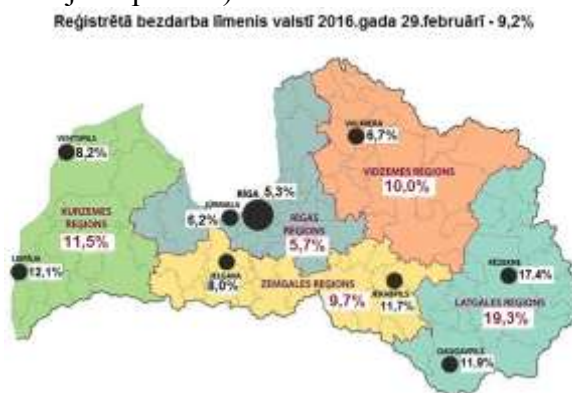 Reģistrētā bezdarba līmenis valstī 2016.gada 29.februārī - 9,2%
VENTSPILS
8,2%
VALMIERA
6,7%
VIDZEMES REGIONS
10,0%
RĪGA
5,3%
JŪRMALA
6,2%
KURZEMES
REGIONS
11,5%
RĪGAS
REGIONS
5,7%
LIEPĀJA
12,1%
JELGAVA
8,0%
ZEMGALES REGIONS
9,7%
JĒKABPILS
11,7%
RĒZEKNE
17.4%
LATGALES REGIONS
19,3%
DAUGAVPILS
11,9%